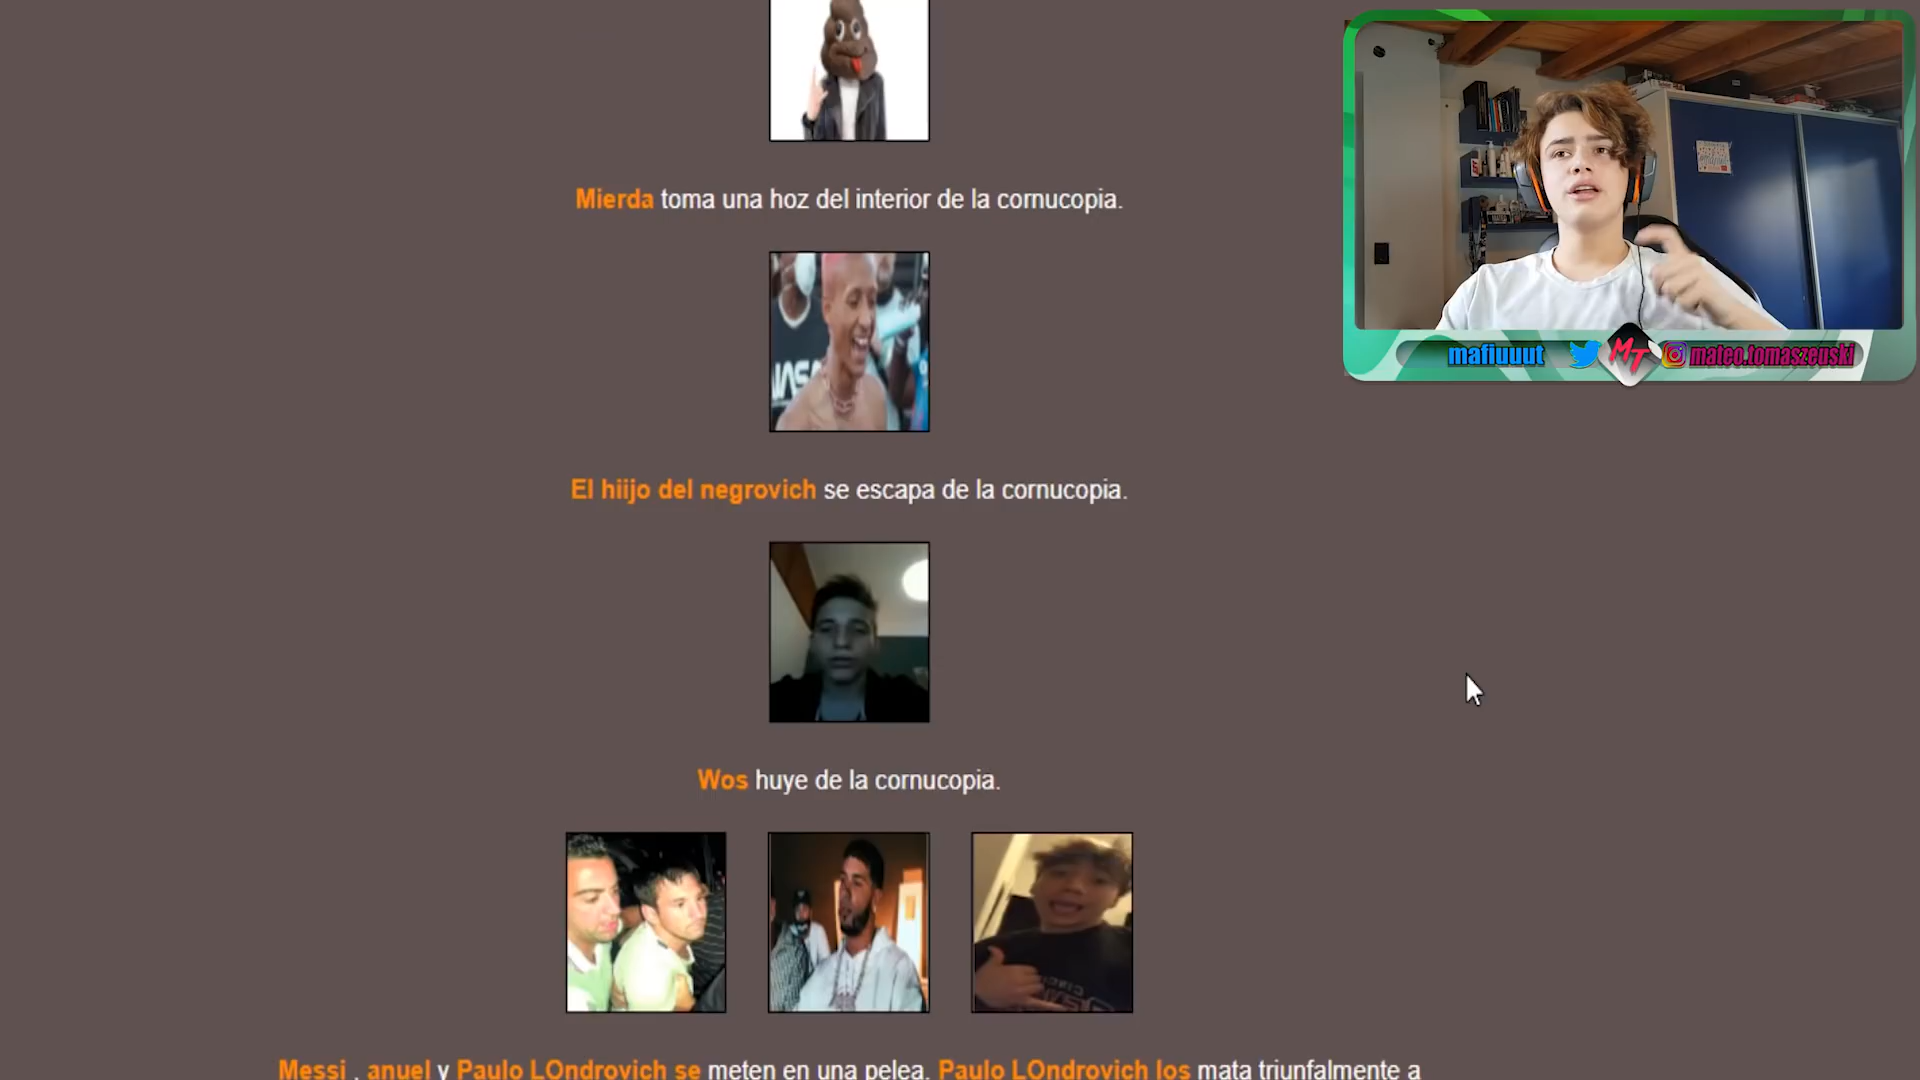 Mierda toma una hoz del interior de la cornucopia.
NASA
El hiijo del negrovich se escapa de la cornucopia.
Wos huye de la cornucopia.
Messi , anuel y Paulo LOndrovich se meten en una pelea. Paulo LOndrovich los mata triunfalmente a
mafiuuut
MT
mateo.tomaszeuski